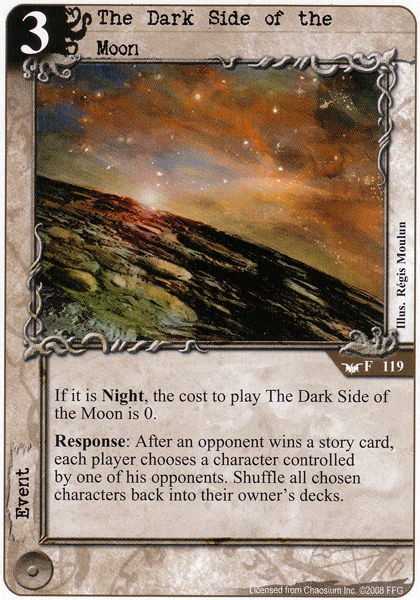 3
The Dark Side of the
Moon
Illus. Régis Moulun
F 119
If it is Night, the cost to play The Dark Side of
the Moon is 0.
Response: After an opponent wins a story card,
each player chooses a character controlled
by one of his opponents. Shuffle all chosen
characters back into their owner’s decks.
Event
Licensed from Chaosium Inc. ©2008 FFG